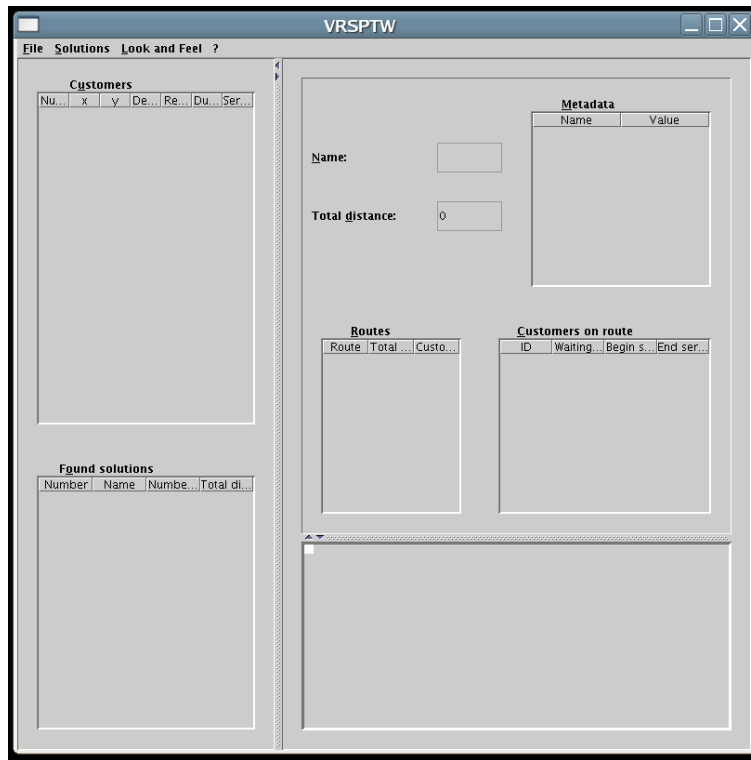 VRSPTW
File Solutions Look and Feel ?
Customers
Nu... x y De... Re... Du... Ser...
Found solutions
Number Name Numbe... Total di...
Metadata
Name Value
Name:
Total distance: 0
Routes
Route Total ... Custo...
Customers on route
ID Waiting... Begin s... End ser...